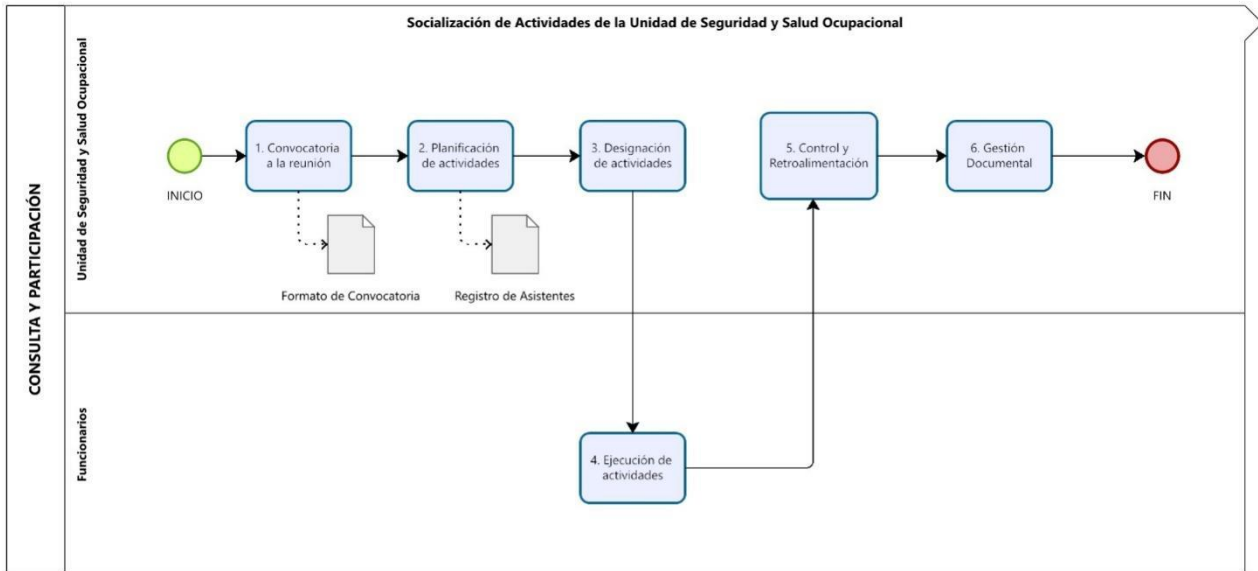 Socialización de Actividades de la Unidad de Seguridad y Salud Ocupacional
CONSULTA Y PARTICIPACIÓN
Unidad de Seguridad y Salud Ocupacional
INICIO
1. Convocatoria
a la reunión
2. Planificación
de actividades
3. Designación
de actividades
5. Control y
Retroalimentación
6. Gestión
Documental
FIN
Formato de Convocatoria
Registro de Asistentes
Funcionarios
4. Ejecución de
actividades